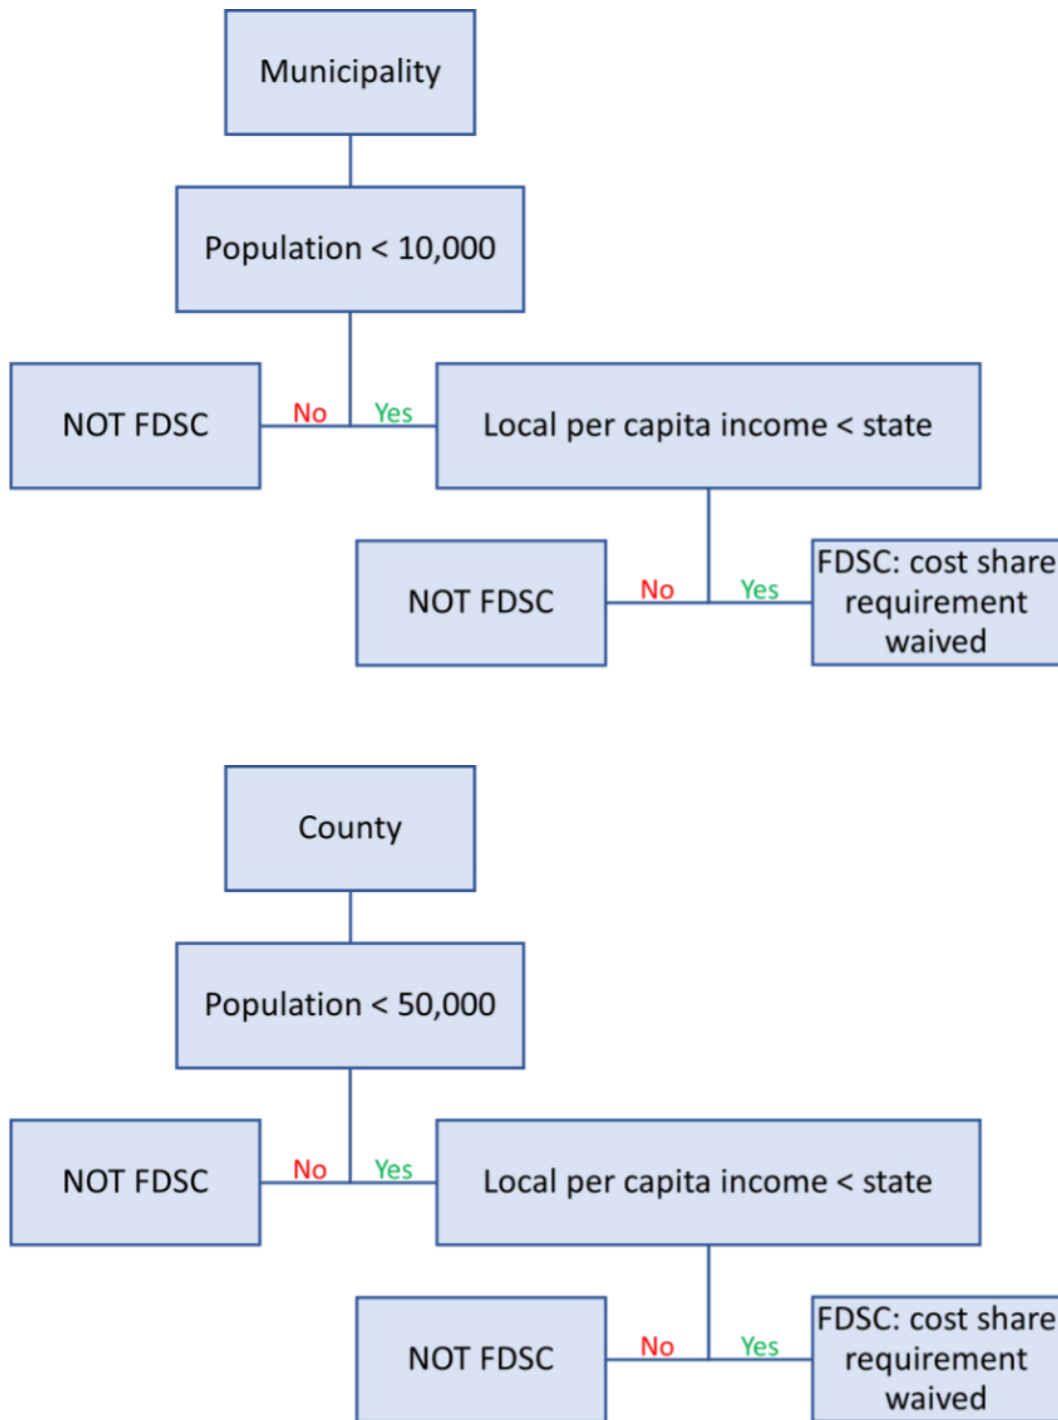 Municipality
Population < 10,000
NOT FDSC
No
Yes
Local per capita income < state
NOT FDSC
No
Yes
FDSC: cost share
requirement
waived
County
Population < 50,000
NOT FDSC
No
Yes
Local per capita income < state
NOT FDSC
No
Yes
FDSC: cost share
requirement
waived